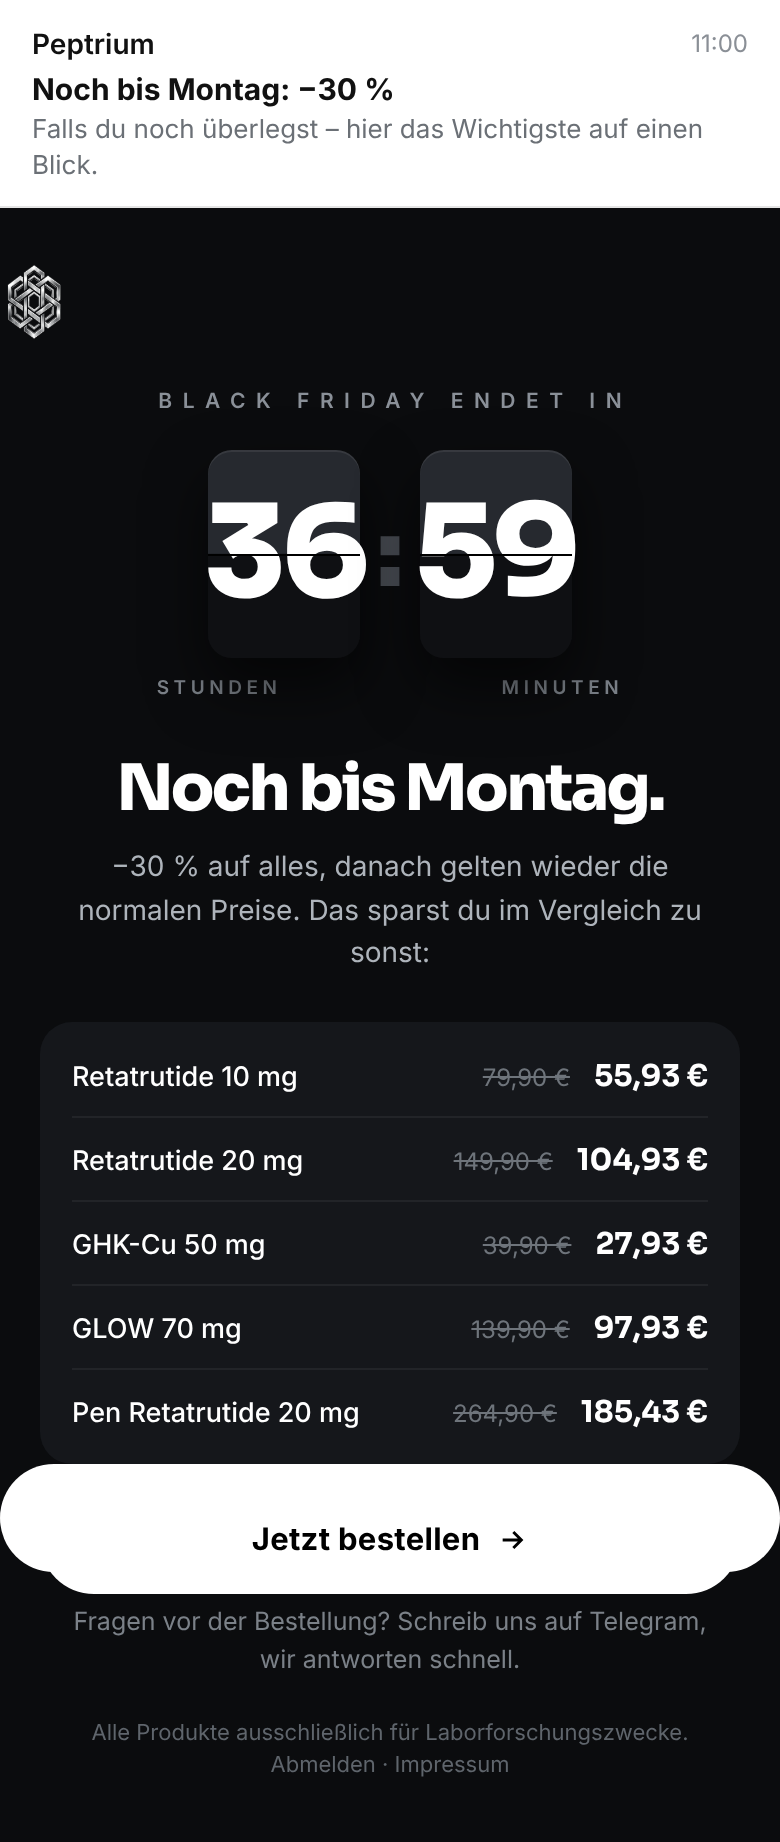 Peptrium 11:00
Noch bis Montag: −30 %
Falls du noch überlegst – hier das Wichtigste auf einen
Blick.
BLACK FRIDAY ENDET IN
36:59
STUNDEN MINUTEN
Noch bis Montag.
−30 % auf alles, danach gelten wieder die
normalen Preise. Das sparst du im Vergleich zu
sonst:
Retatrutide 10 mg 79,90 € 55,93 €
Retatrutide 20 mg 149,90 € 104,93 €
GHK-Cu 50 mg 39,90 € 27,93 €
GLOW 70 mg 139,90 € 97,93 €
Pen Retatrutide 20 mg 264,90 € 185,43 €
Jetzt bestellen →
Fragen vor der Bestellung? Schreib uns auf Telegram,
wir antworten schnell.
Alle Produkte ausschließlich für Laborforschungszwecke.
Abmelden · Impressum